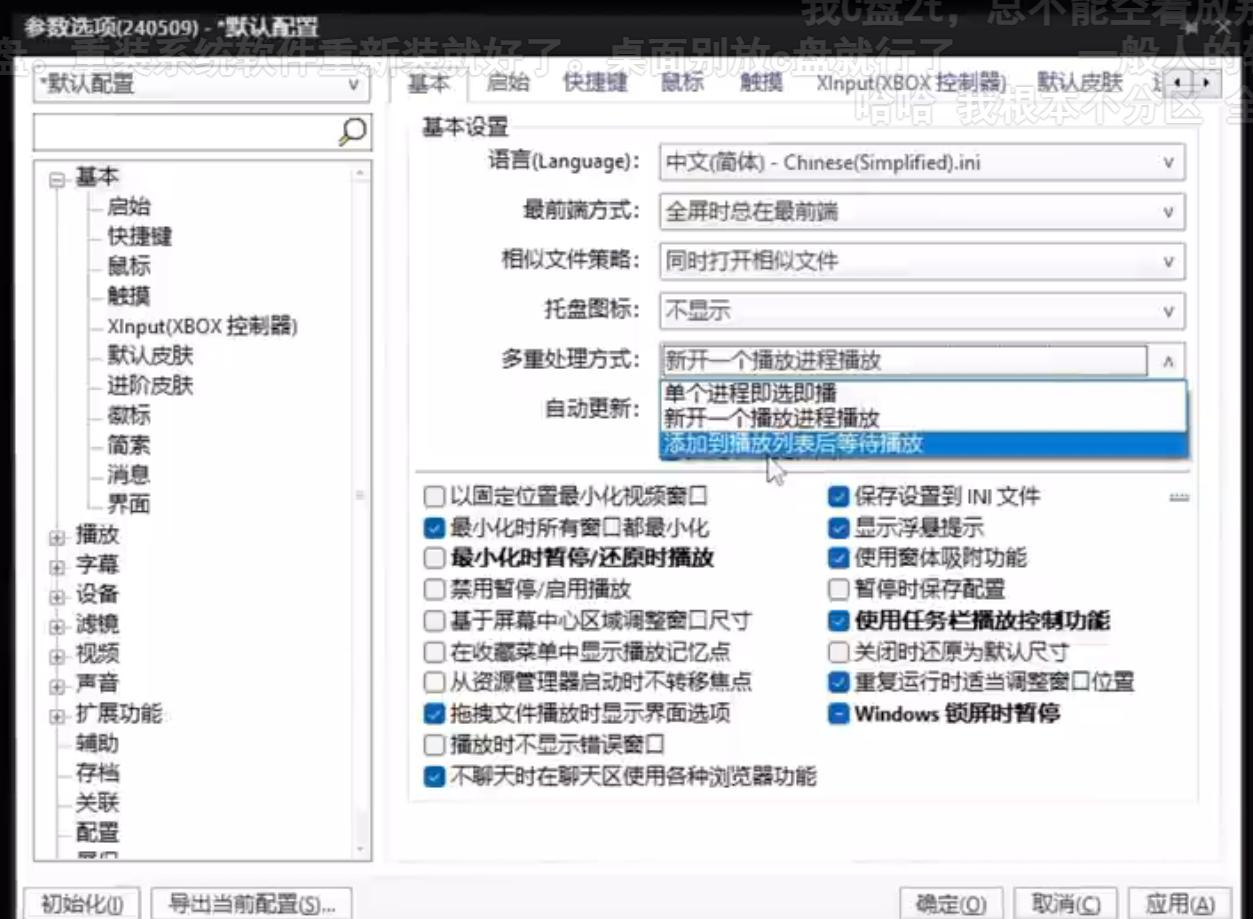 我C盘2t，总不能空着放
参数选项(240509) - *默认配置
盘。重装系统软件重新装就好了。桌面别放c盘就行了
一般人的
*默认配置
基本 启始 快捷键 鼠标 触摸 XInput(XBOX 控制器) 默认皮肤
哈哈 我根本不分区 全
基本设置
语言(Language): 中文(简体) - Chinese(Simplified).ini
最前端方式: 全屏时总在最前端
相似文件策略: 同时打开相似文件
托盘图标: 不显示
多重处理方式: 新开一个播放进程播放
单个进程即选即播
新开一个播放进程播放
添加到播放列表后等待播放
自动更新:
基本
启始
快捷键
鼠标
触摸
XInput(XBOX 控制器)
默认皮肤
进阶皮肤
徽标
简索
消息
界面
播放
字幕
设备
滤镜
视频
声音
扩展功能
辅助
存档
关联
配置
以固定位置最小化视频窗口
最小化时所有窗口都最小化
最小化时暂停/还原时播放
禁用暂停/启用播放
基于屏幕中心区域调整窗口尺寸
在收藏菜单中显示播放记忆点
从资源管理器启动时不转移焦点
拖拽文件播放时显示界面选项
播放时不显示错误窗口
不聊天时在聊天区使用各种浏览器功能
保存设置到 INI 文件
显示浮悬提示
使用窗体吸附功能
暂停时保存配置
使用任务栏播放控制功能
关闭时还原为默认尺寸
重复运行时适当调整窗口位置
Windows 锁屏时暂停
初始化(I) 导出当前配置(S)... 确定(O) 取消(C) 应用(A)